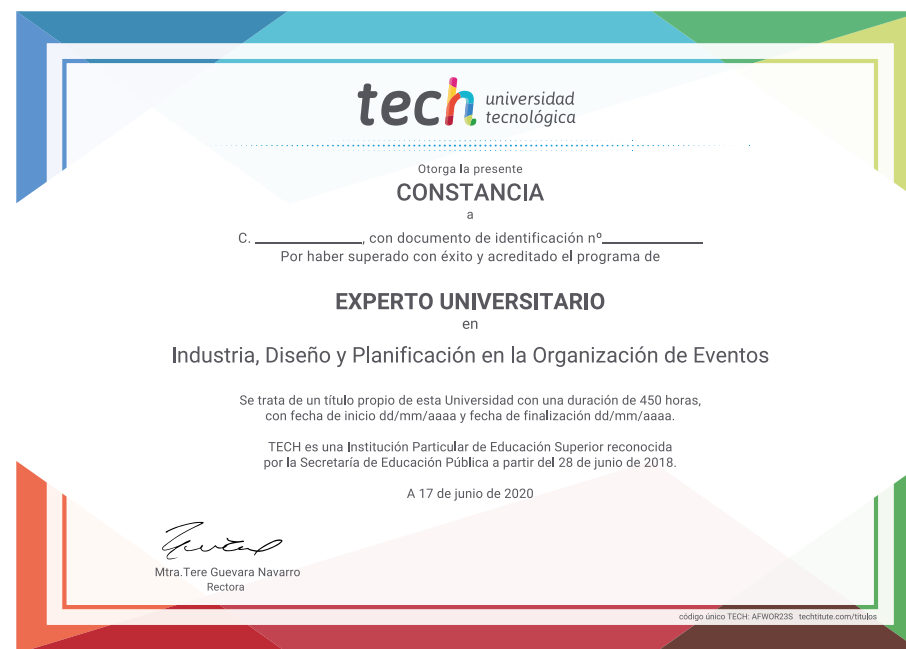 tech universidad
tecnológica
Otorga la presente
CONSTANCIA
a
C. ______________, con documento de identificación nº_____________
Por haber superado con éxito y acreditado el programa de
EXPERTO UNIVERSITARIO
en
Industria, Diseño y Planificación en la Organización de Eventos
Se trata de un título propio de esta Universidad con una duración de 450 horas,
con fecha de inicio dd/mm/aaaa y fecha de finalización dd/mm/aaaa.
TECH es una Institución Particular de Educación Superior reconocida
por la Secretaría de Educación Pública a partir del 28 de junio de 2018.
A 17 de junio de 2020
Mtra.Tere Guevara Navarro
Rectora
código único TECH: AFWOR23S techtitute.com/titulos